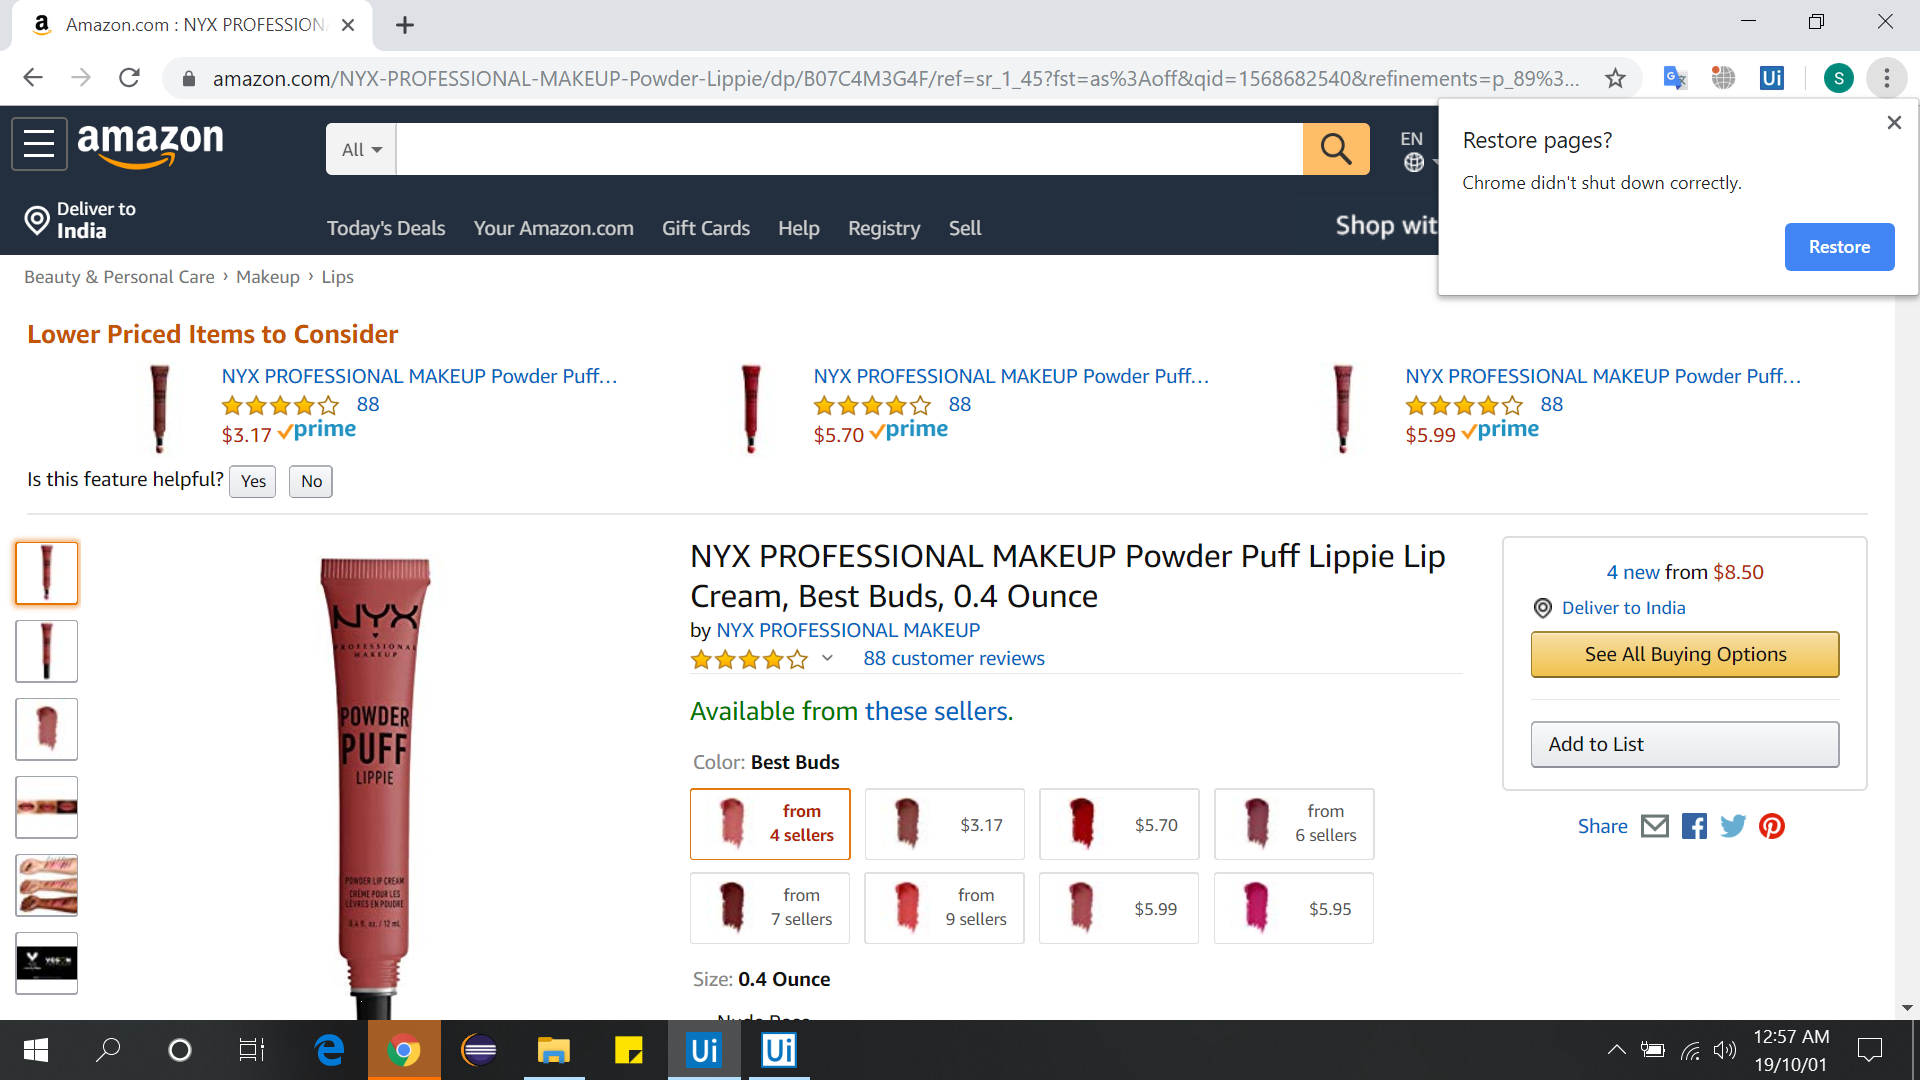 Amazon.com : NYX PROFESSION
amazon.com/NYX-PROFESSIONAL-MAKEUP-Powder-Lippie/dp/B07C4M3G4F/ref=sr_1_45?fst=as%3Aoff&qid=1568682540&refinements=p_89%3...
Ui
S
Restore pages?
Chrome didn't shut down correctly.
Restore
amazon
All
EN
Deliver to
India
Today's Deals
Your Amazon.com
Gift Cards
Help
Registry
Sell
Shop wit
Beauty & Personal Care › Makeup › Lips
Lower Priced Items to Consider
NYX PROFESSIONAL MAKEUP Powder Puff…
88
$3.17 prime
NYX PROFESSIONAL MAKEUP Powder Puff…
88
$5.70 prime
NYX PROFESSIONAL MAKEUP Powder Puff…
88
$5.99 prime
Is this feature helpful? Yes No
NYX
PROFESSIONAL
MAKEUP
POWDER
PUFF
LIPPIE
POWDER LIP CREAM
CRÈME POUR LES
LÈVRES EN POUDRE
0.4 fl. oz. / 12 mL
NYX PROFESSIONAL MAKEUP Powder Puff Lippie Lip
Cream, Best Buds, 0.4 Ounce
by NYX PROFESSIONAL MAKEUP
88 customer reviews
Available from these sellers.
Color: Best Buds
from
4 sellers
$3.17
$5.70
from
6 sellers
from
7 sellers
from
9 sellers
$5.99
$5.95
Size: 0.4 Ounce
4 new from $8.50
Deliver to India
See All Buying Options
Add to List
Share
Ui
Ui
12:57 AM
19/10/01